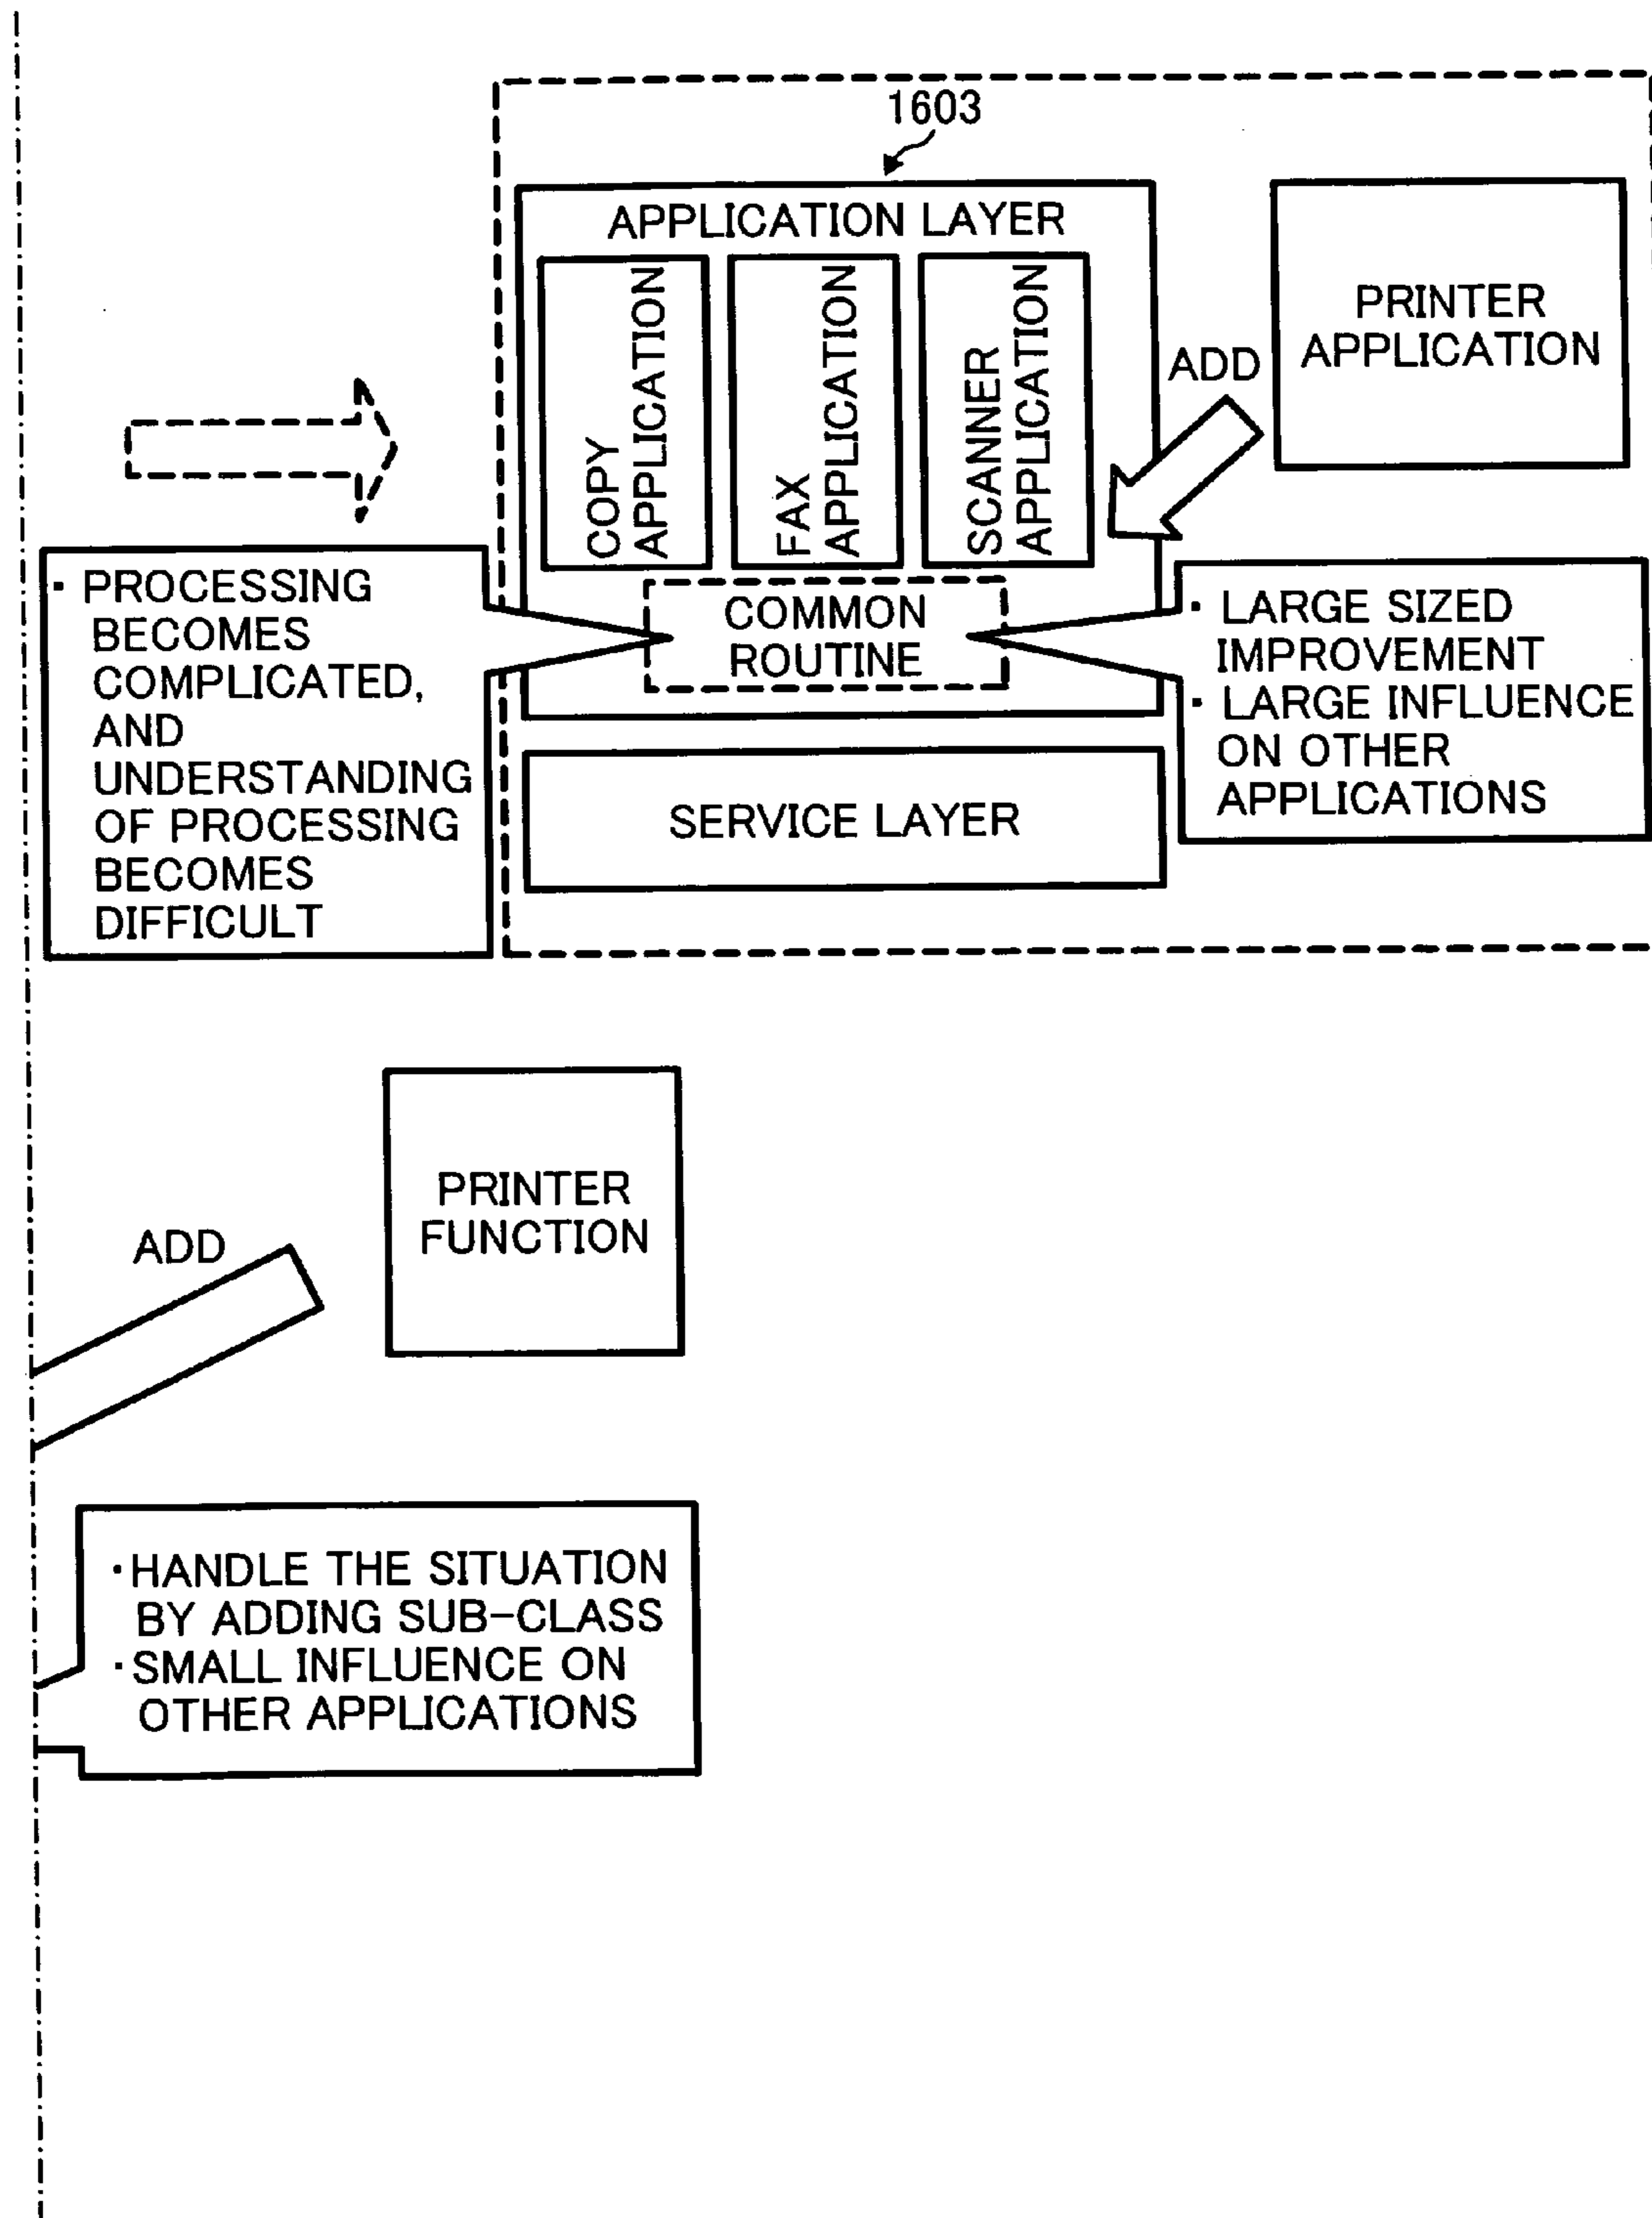 1603
APPLICATION LAYER
COPY
APPLICATION
FAX
APPLICATION
SCANNER
APPLICATION
COMMON
ROUTINE
SERVICE LAYER
ADD
PRINTER
APPLICATION
・PROCESSING
BECOMES
COMPLICATED,
AND
UNDERSTANDING
OF PROCESSING
BECOMES
DIFFICULT
・LARGE SIZED
IMPROVEMENT
・LARGE INFLUENCE
ON OTHER
APPLICATIONS
ADD
PRINTER
FUNCTION
・HANDLE THE SITUATION
BY ADDING SUB-CLASS
・SMALL INFLUENCE ON
OTHER APPLICATIONS